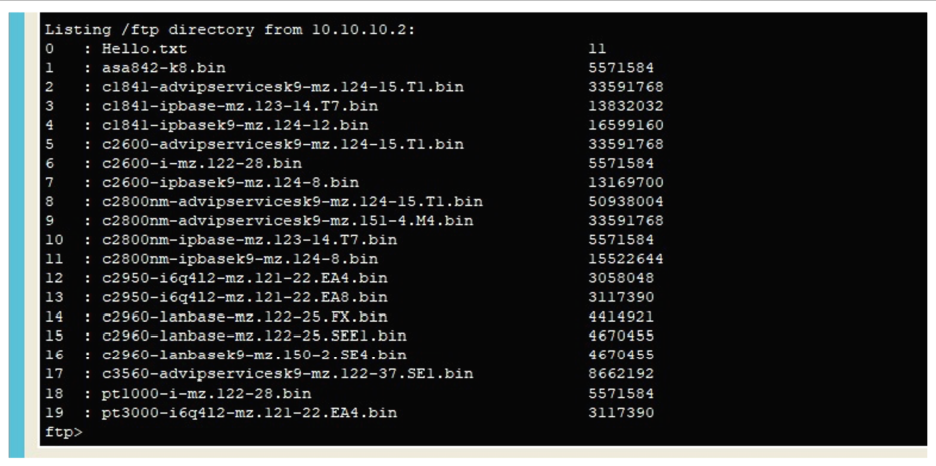 Listing /ftp directory from 10.10.10.2:
0 : Hello.txt 11
1 : asa842-k8.bin 5571584
2 : c1841-advipservicesk9-mz.124-15.T1.bin 33591768
3 : c1841-ipbase-mz.123-14.T7.bin 13832032
4 : c1841-ipbasek9-mz.124-12.bin 16599160
5 : c2600-advipservicesk9-mz.124-15.T1.bin 33591768
6 : c2600-i-mz.122-28.bin 5571584
7 : c2600-ipbasek9-mz.124-8.bin 13169700
8 : c2800nm-advipservicesk9-mz.124-15.T1.bin 50938004
9 : c2800nm-advipservicesk9-mz.151-4.M4.bin 33591768
10 : c2800nm-ipbase-mz.123-14.T7.bin 5571584
11 : c2800nm-ipbasek9-mz.124-8.bin 15522644
12 : c2950-i6q4l2-mz.121-22.EA4.bin 3058048
13 : c2950-i6q4l2-mz.121-22.EA8.bin 3117390
14 : c2960-lanbase-mz.122-25.FX.bin 4414921
15 : c2960-lanbase-mz.122-25.SEE1.bin 4670455
16 : c2960-lanbasek9-mz.150-2.SE4.bin 4670455
17 : c3560-advipservicesk9-mz.122-37.SE1.bin 8662192
18 : pt1000-i-mz.122-28.bin 5571584
19 : pt3000-i6q4l2-mz.121-22.EA4.bin 3117390
ftp>